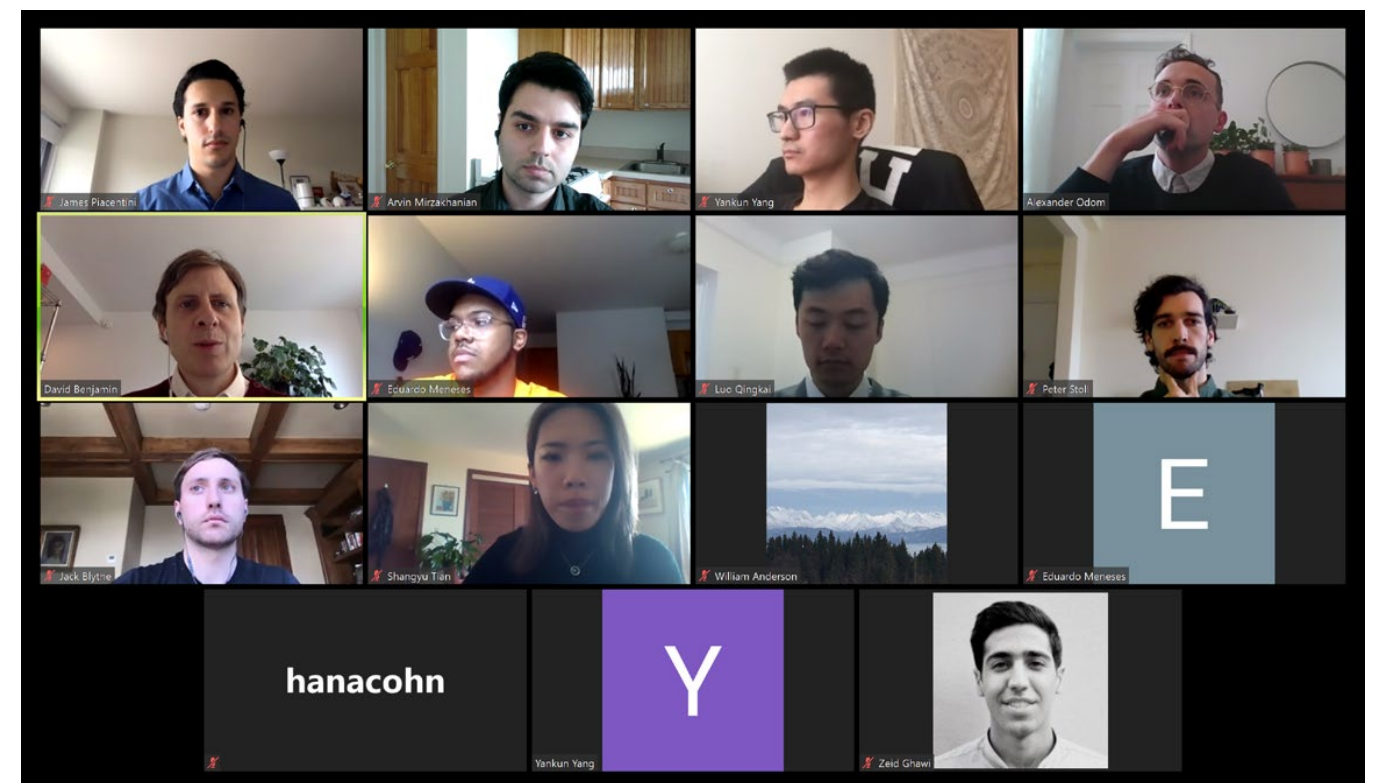 James Piacentini
Arvin Mirzakhanian
U
Yankun Yang
Alexander Odom
David Benjamin
Eduardo Meneses
Luo Qingkai
Peter Stoll
Jack Blythe
Shangyu Tian
William Anderson
E
Eduardo Meneses
hanacohn
Y
Yankun Yang
Zeid Ghawi